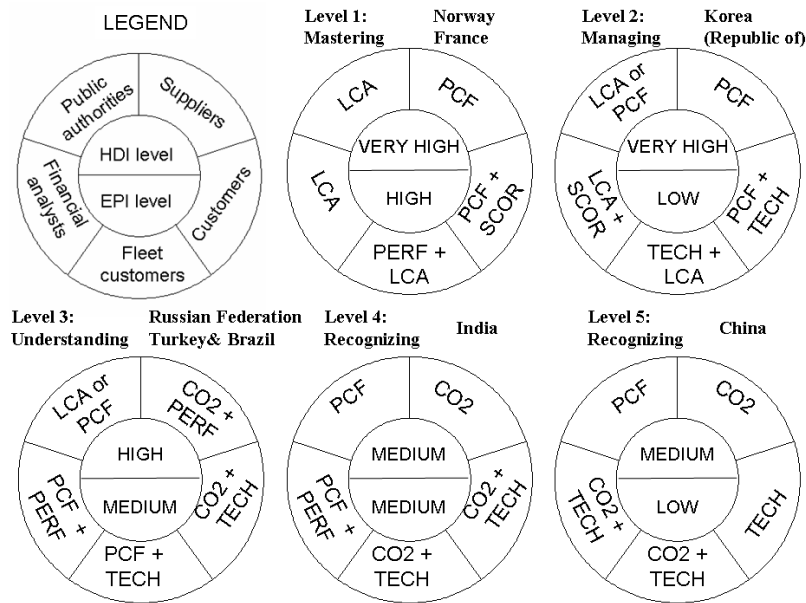 LEGEND
Public
authorities
Suppliers
HDI level
EPI level
Financial
analysts
Customers
Fleet
customers
Level 1:
Mastering
Norway
France
LCA
PCF
VERY HIGH
HIGH
LCA
PCF +
SCOR
PERF +
LCA
Level 2:
Managing
Korea
(Republic of)
LCA or
PCF
PCF
VERY HIGH
LOW
LCA +
SCOR
PCF +
TECH
TECH +
LCA
Level 3:
Understanding
Russian Federation
Turkey& Brazil
LCA or
PCF
CO2 +
PERF
HIGH
MEDIUM
PCF +
PERF
CO2 +
TECH
PCF +
TECH
Level 4:
Recognizing
India
PCF
CO2
MEDIUM
MEDIUM
PCF +
PERF
CO2 +
TECH
CO2 +
TECH
Level 5:
Recognizing
China
PCF
CO2
MEDIUM
LOW
CO2 +
TECH
TECH
CO2 +
TECH